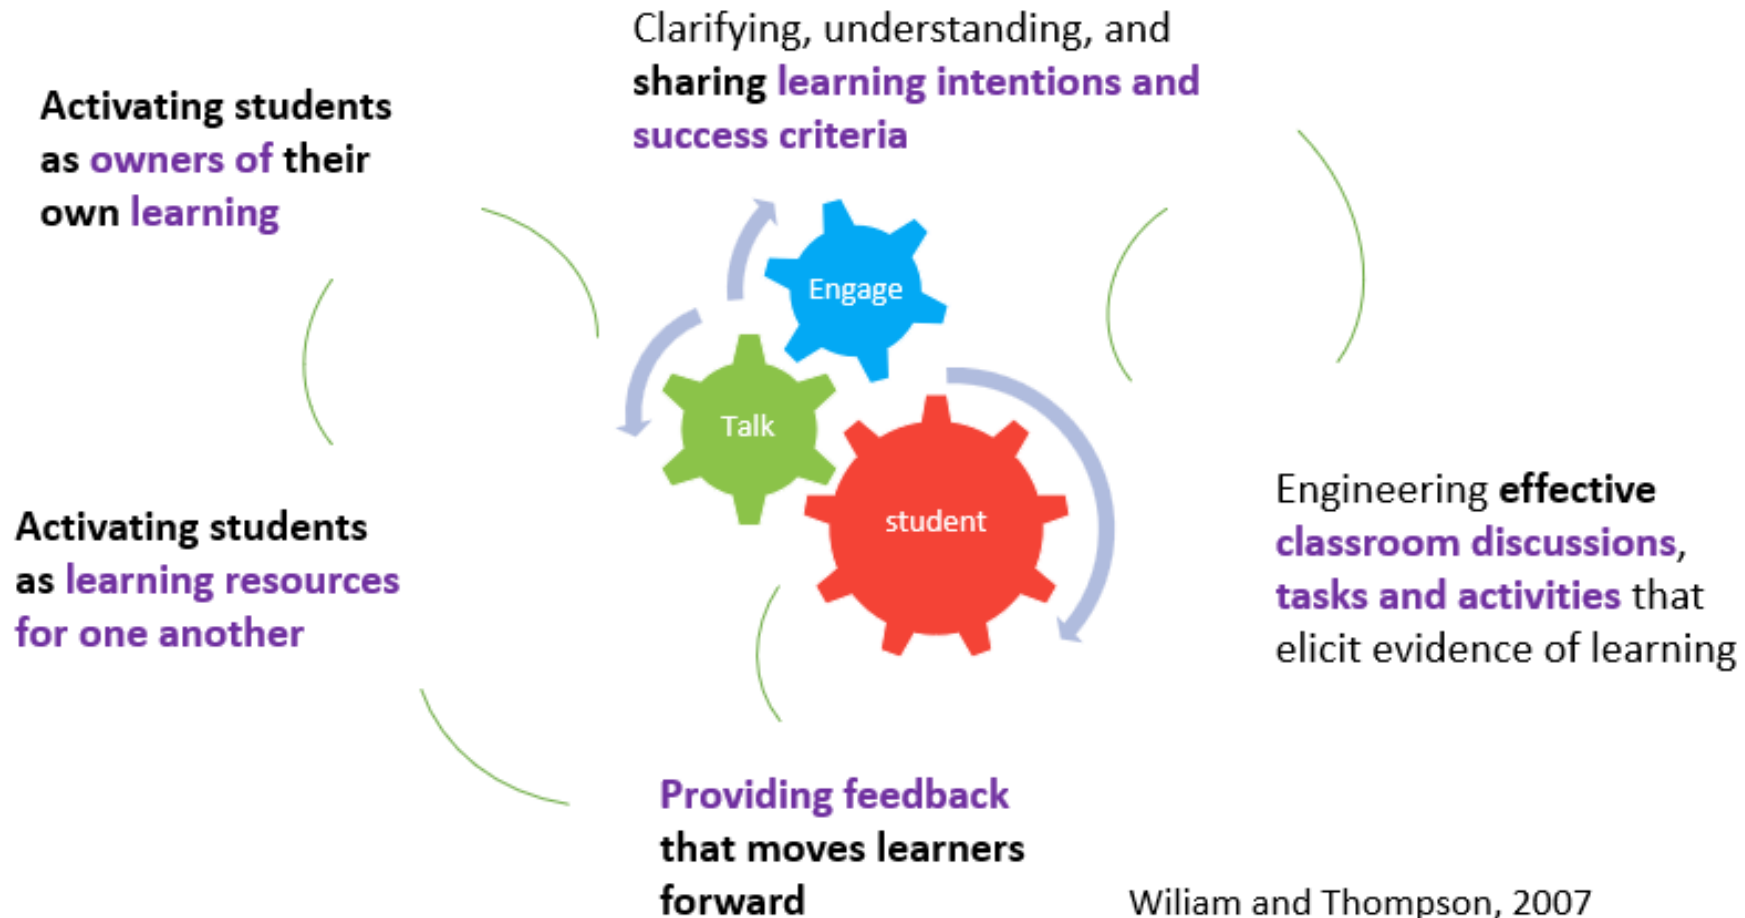 Clarifying, understanding, and
sharing learning intentions and
success criteria
Activating students
as owners of their
own learning
Engage
Talk
student
Engineering effective
classroom discussions,
tasks and activities that
elicit evidence of learning
Activating students
as learning resources
for one another
Providing feedback
that moves learners
forward
Wiliam and Thompson, 2007